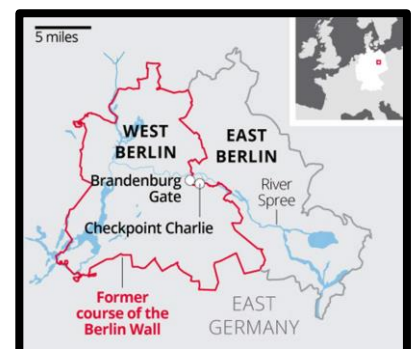 5 miles
WEST
BERLIN
EAST
BERLIN
Brandenburg
Gate
River
Spree
Checkpoint Charlie
Former
course of the
Berlin Wall
EAST
GERMANY